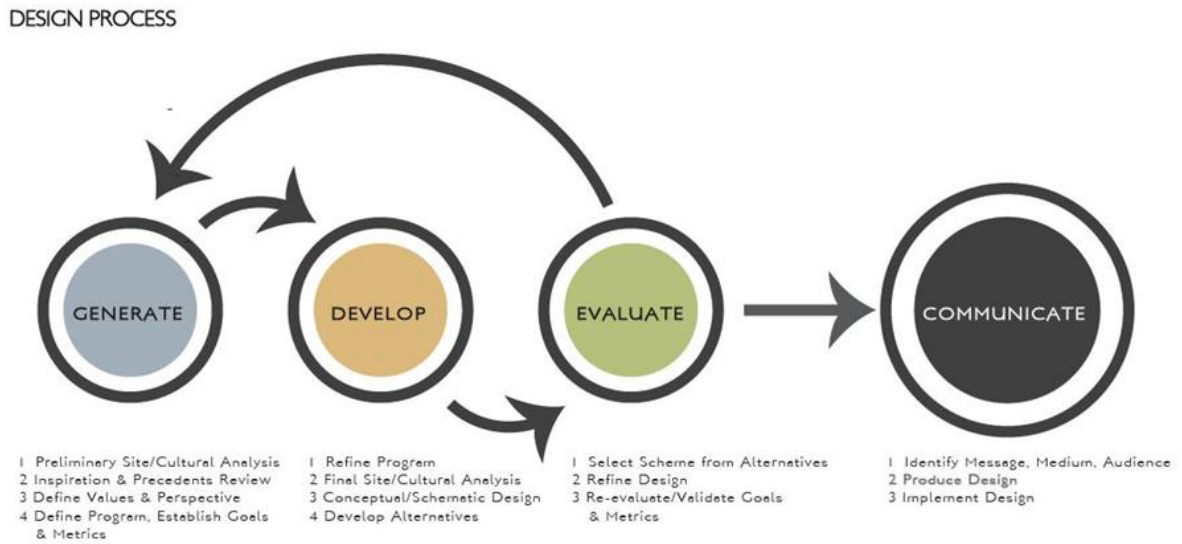 DESIGN PROCESS
GENERATE
DEVELOP
EVALUATE
COMMUNICATE
1 Preliminary Site/Cultural Analysis
2 Inspiration & Precedents Review
3 Define Values & Perspective
4 Define Program, Establish Goals
& Metrics
1 Refine Program
2 Final Site/Cultural Analysis
3 Conceptual/Schematic Design
4 Develop Alternatives
1 Select Scheme from Alternatives
2 Refine Design
3 Re-evaluate/Validate Goals
& Metrics
1 Identify Message, Medium, Audience
2 Produce Design
3 Implement Design